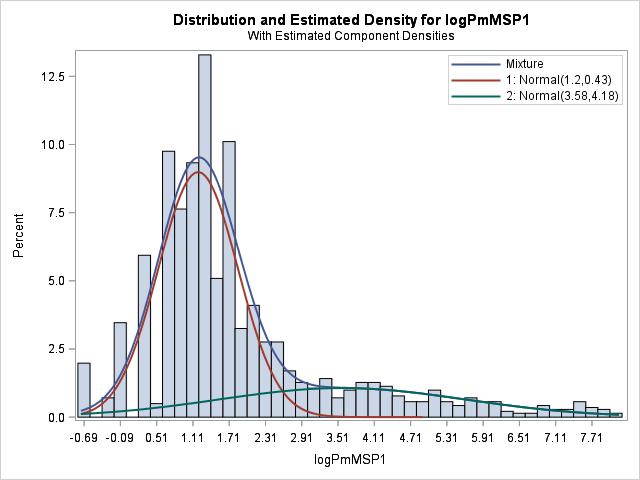 Distribution and Estimated Density for logPmMSP1
With Estimated Component Densities
Mixture
1: Normal(1.2,0.43)
2: Normal(3.58,4.18)
Percent
12.5
10.0
7.5
5.0
2.5
0.0
-0.69 -0.09 0.51 1.11 1.71 2.31 2.91 3.51 4.11 4.71 5.31 5.91 6.51 7.11 7.71
logPmMSP1